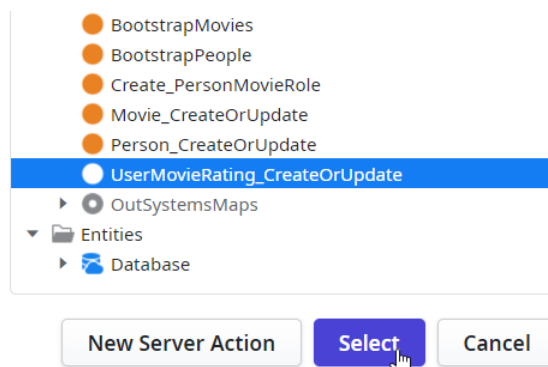 BootstrapMovies
BootstrapPeople
Create_PersonMovieRole
Movie_CreateOrUpdate
Person_CreateOrUpdate
UserMovieRating_CreateOrUpdate
OutSystemsMaps
Entities
Database
New Server Action Select Cancel